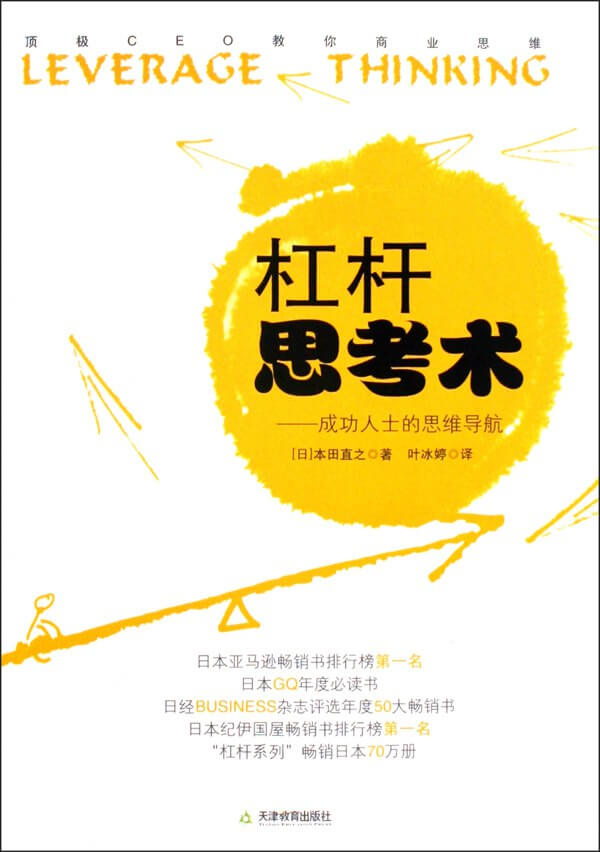 顶极CEO教你商业思维
LEVERAGE THINKING
杠杆
思考术
——成功人士的思维导航
[日]本田直之◎著 叶冰婷◎译
日本亚马逊畅销书排行榜第一名
日本GQ年度必读书
日经BUSINESS杂志评选年度50大畅销书
日本纪伊国屋畅销书排行榜第一名
“杠杆系列”畅销日本70万册
天津教育出版社